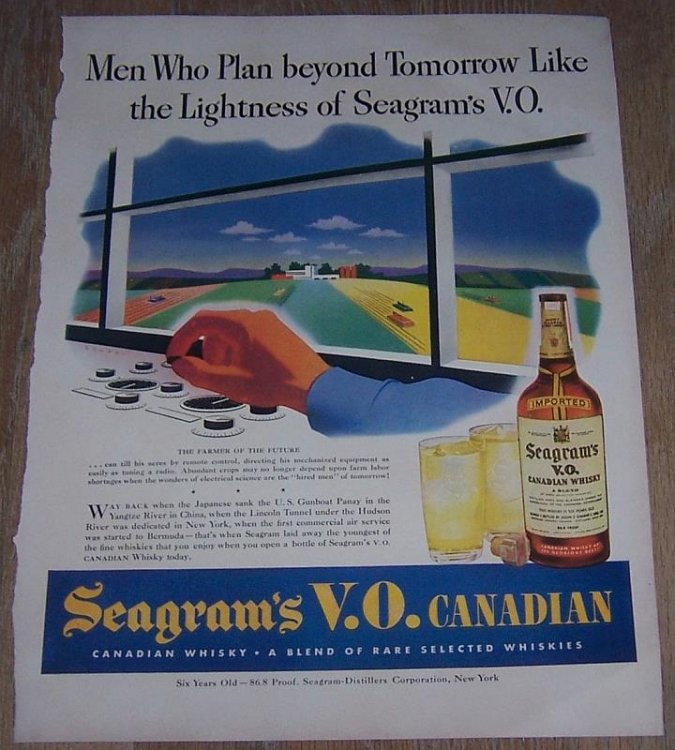 Men Who Plan beyond Tomorrow Like
the Lightness of Seagram's V.O.
THE FARMER OF THE FUTURE
. . . can till his acres by remote control, directing his mechanized equipment as
easily as tuning a radio. Abundant crops may no longer depend upon farm labor
shortages when the wonders of electrical science are the "hired men" of tomorrow!
WAY BACK when the Japanese sank the U. S. Gunboat Panay in the
Yangtze River in China, when the Lincoln Tunnel under the Hudson
River was dedicated in New York, when the first commercial air service
was started to Bermuda—that's when Seagram laid away the youngest of
the fine whiskies that you enjoy when you open a bottle of Seagram's V.O.
CANADIAN Whisky today.
IMPORTED
Seagram's
V.O.
CANADIAN WHISKY
A BLEND
Seagram's V.O. CANADIAN
CANADIAN WHISKY • A BLEND OF RARE SELECTED WHISKIES
Six Years Old — 86.8 Proof. Seagram-Distillers Corporation, New York